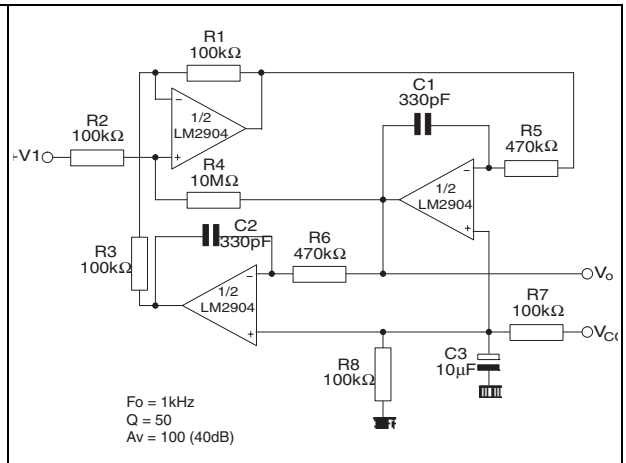 R1
100kΩ
C1
330pF
R2
100kΩ
1/2
LM2904
R5
470kΩ
+V1
R4
10MΩ
1/2
LM2904
C2
330pF
R3
100kΩ
R6
470kΩ
Vo
1/2
LM2904
R7
100kΩ
VCC
R8
100kΩ
C3
10µF
Fo = 1kHz
Q = 50
Av = 100 (40dB)
- 
+
-
+
-
+